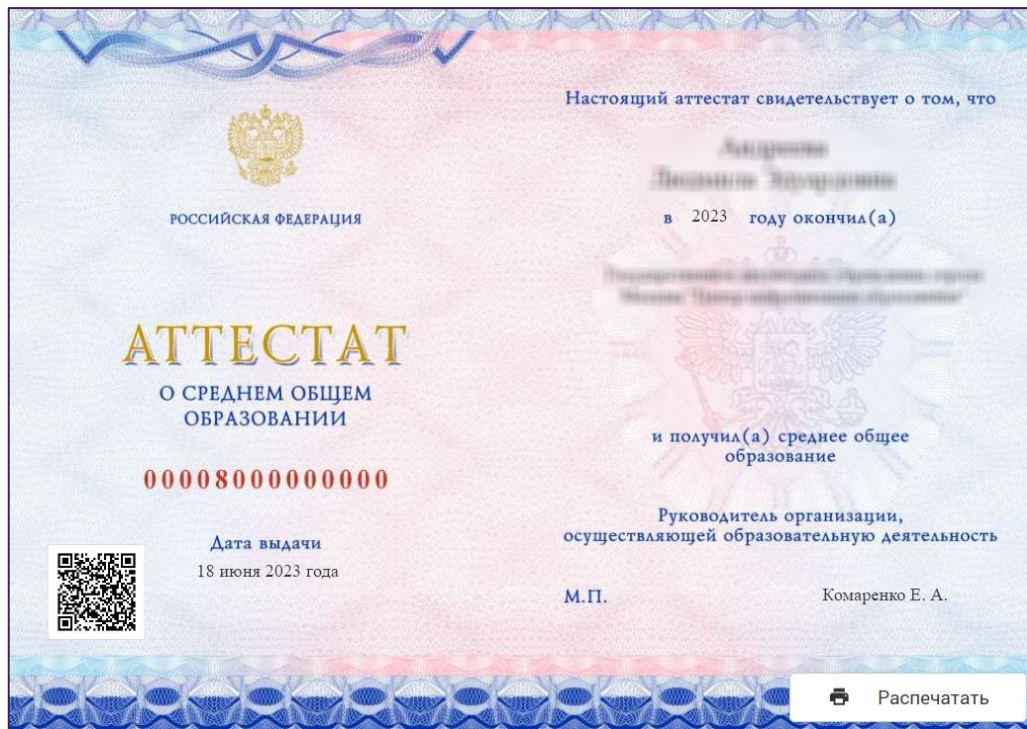 РОССИЙСКАЯ ФЕДЕРАЦИЯ
АТТЕСТАТ
О СРЕДНЕМ ОБЩЕМ
ОБРАЗОВАНИИ
00008000000000
Дата выдачи
18 июня 2023 года
Настоящий аттестат свидетельствует о том, что
в 2023 году окончил(а)
и получил(а) среднее общее
образование
Руководитель организации,
осуществляющей образовательную деятельность
М.П. Комаренко Е. А.
Распечатать